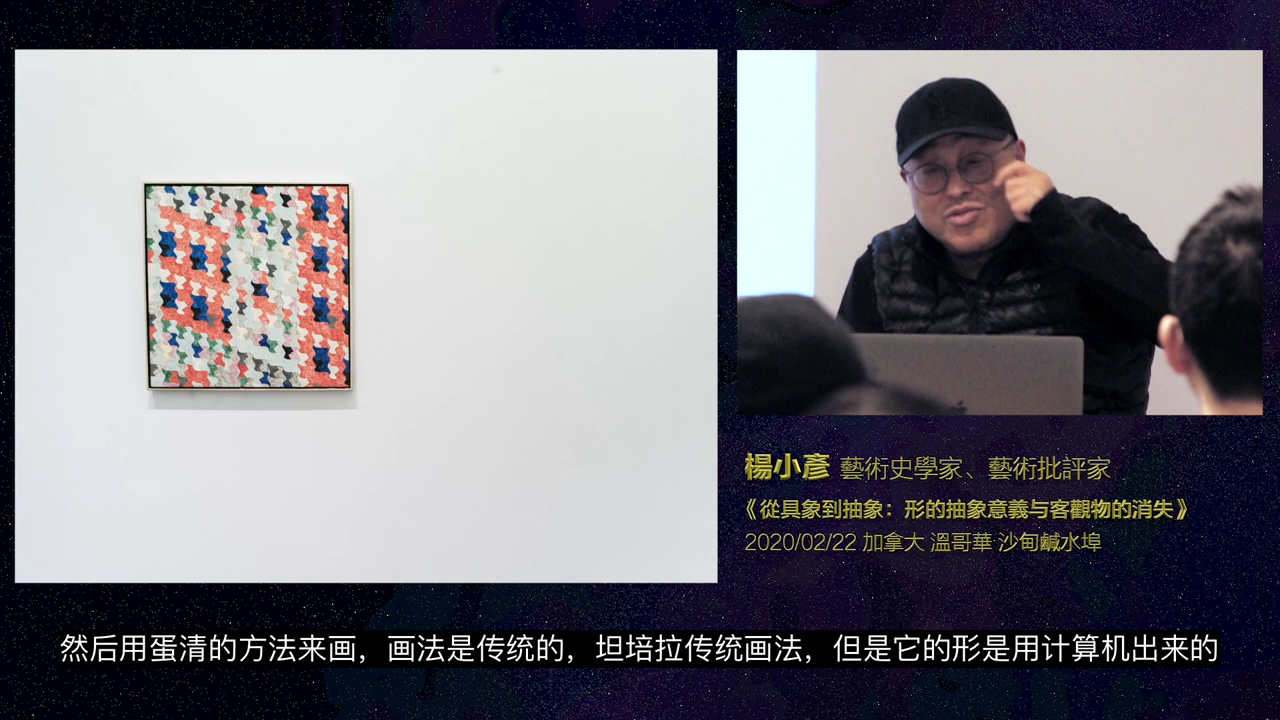 楊小彥 藝術史學家、藝術批評家
《從具象到抽象：形的抽象意義与客觀物的消失》
2020/02/22 加拿大 溫哥華 沙甸鹹水埠
然后用蛋清的方法来画，画法是传统的，坦培拉传统画法，但是它的形是用计算机出来的